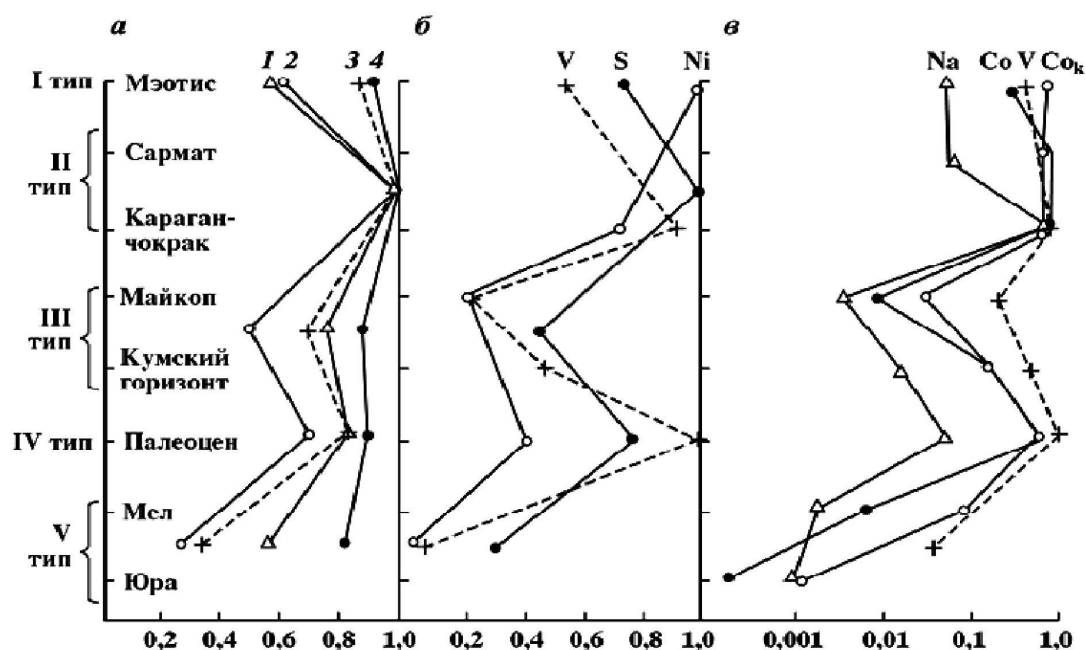 а б в
1 2 3 4 V S Ni Na Co V Coк
I тип Мэотис
Сармат
II
тип
Караган-
чокрак
Майкоп
III
тип
Кумский
горизонт
IV тип Палеоцен
Мел
V
тип
Юра
0,2 0,4 0,6 0,8 1,0 0,2 0,4 0,6 0,8 1,0 0,001 0,01 0,1 1,0